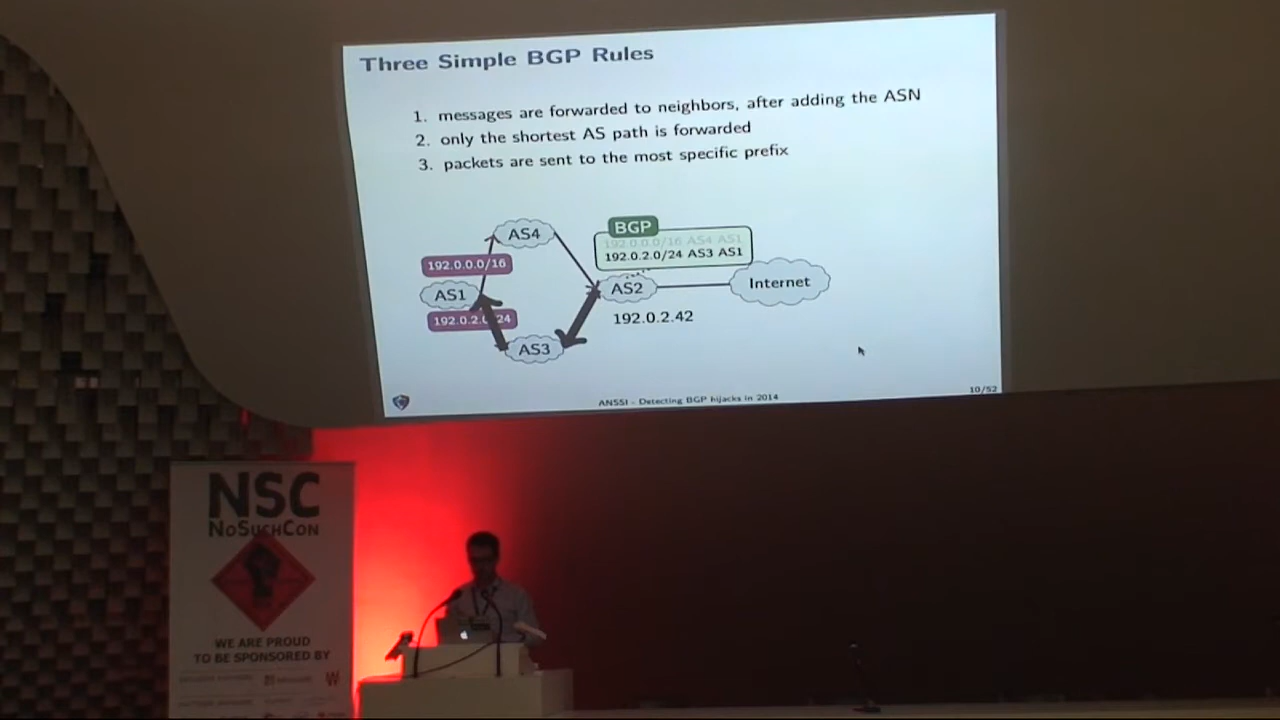 Three Simple BGP Rules
1. messages are forwarded to neighbors, after adding the ASN
2. only the shortest AS path is forwarded
3. packets are sent to the most specific prefix
BGP
192.0.0.0/16 AS4 AS1
192.0.2.0/24 AS3 AS1
AS4
192.0.0.0/16
AS1
AS2
Internet
192.0.2.42
AS3
ANSSI - Detecting BGP hijacks in 2014
10/52
NSC
NoSuchCon
WE ARE PROUD
TO BE SPONSORED BY